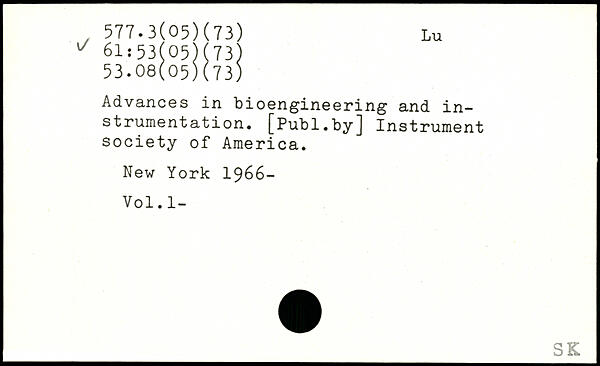 577.3(05)(73) Lu
✓ 61:53(05)(73)
53.08(05)(73)
Advances in bioengineering and in-
strumentation. [Publ.by] Instrument
society of America.
New York 1966-
Vol.1-
SK